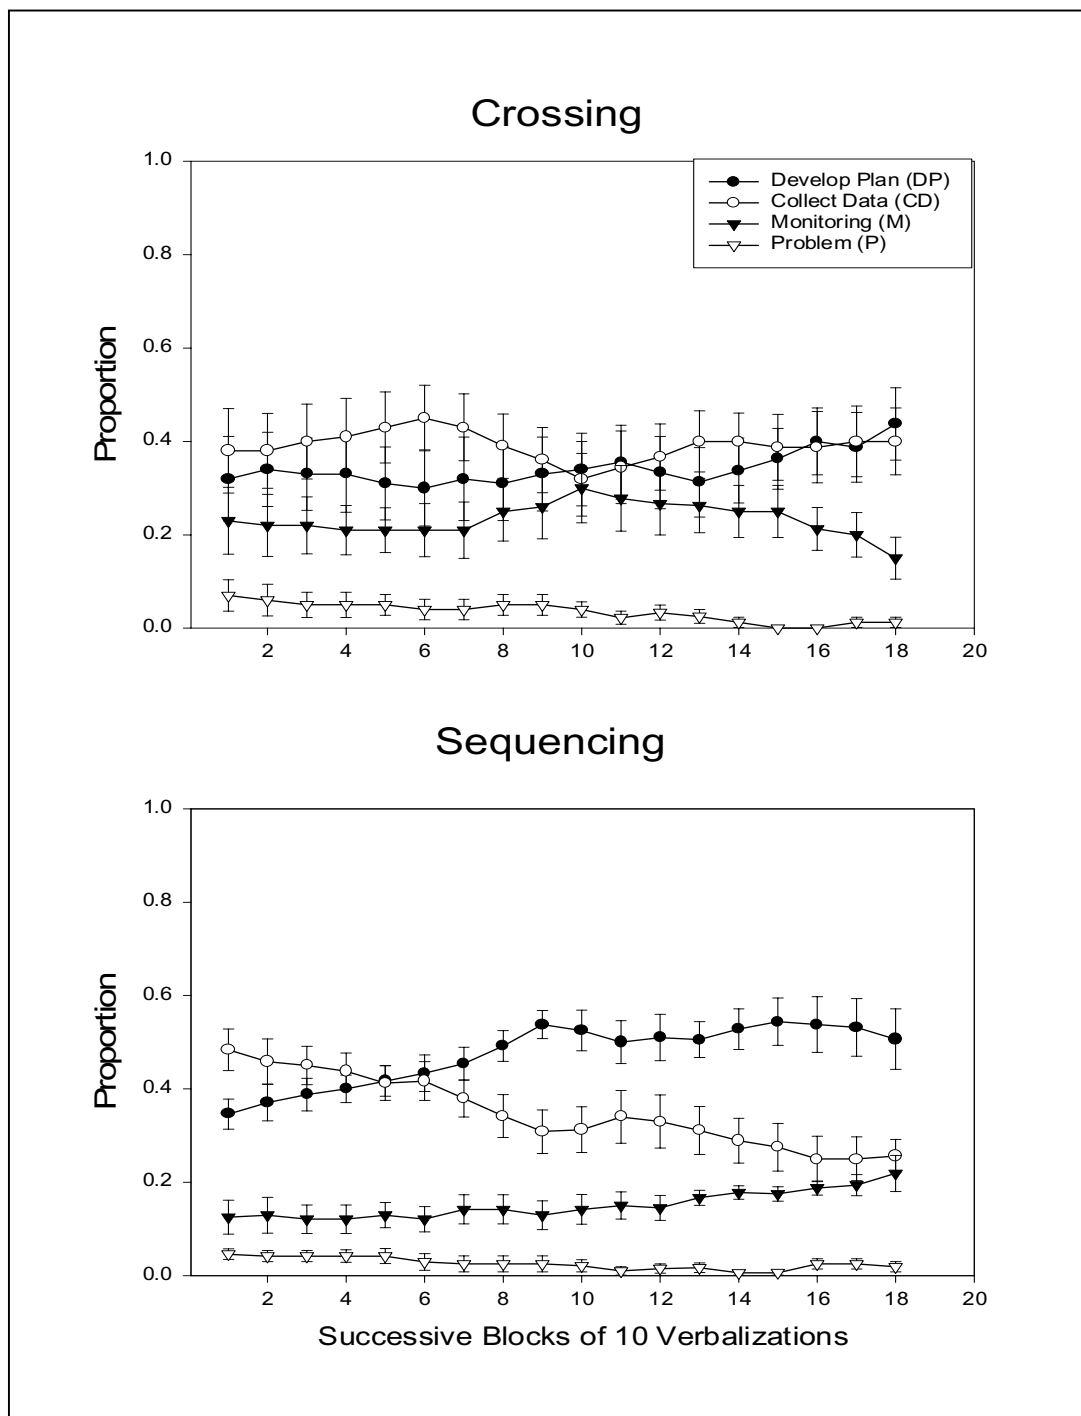 Crossing
1.0
0.8
0.6
0.4
0.2
0.0
Proportion
Develop Plan (DP)
Collect Data (CD)
Monitoring (M)
Problem (P)
2 4 6 8 10 12 14 16 18 20
Sequencing
1.0
0.8
0.6
0.4
0.2
0.0
Proportion
2 4 6 8 10 12 14 16 18 20
Successive Blocks of 10 Verbalizations